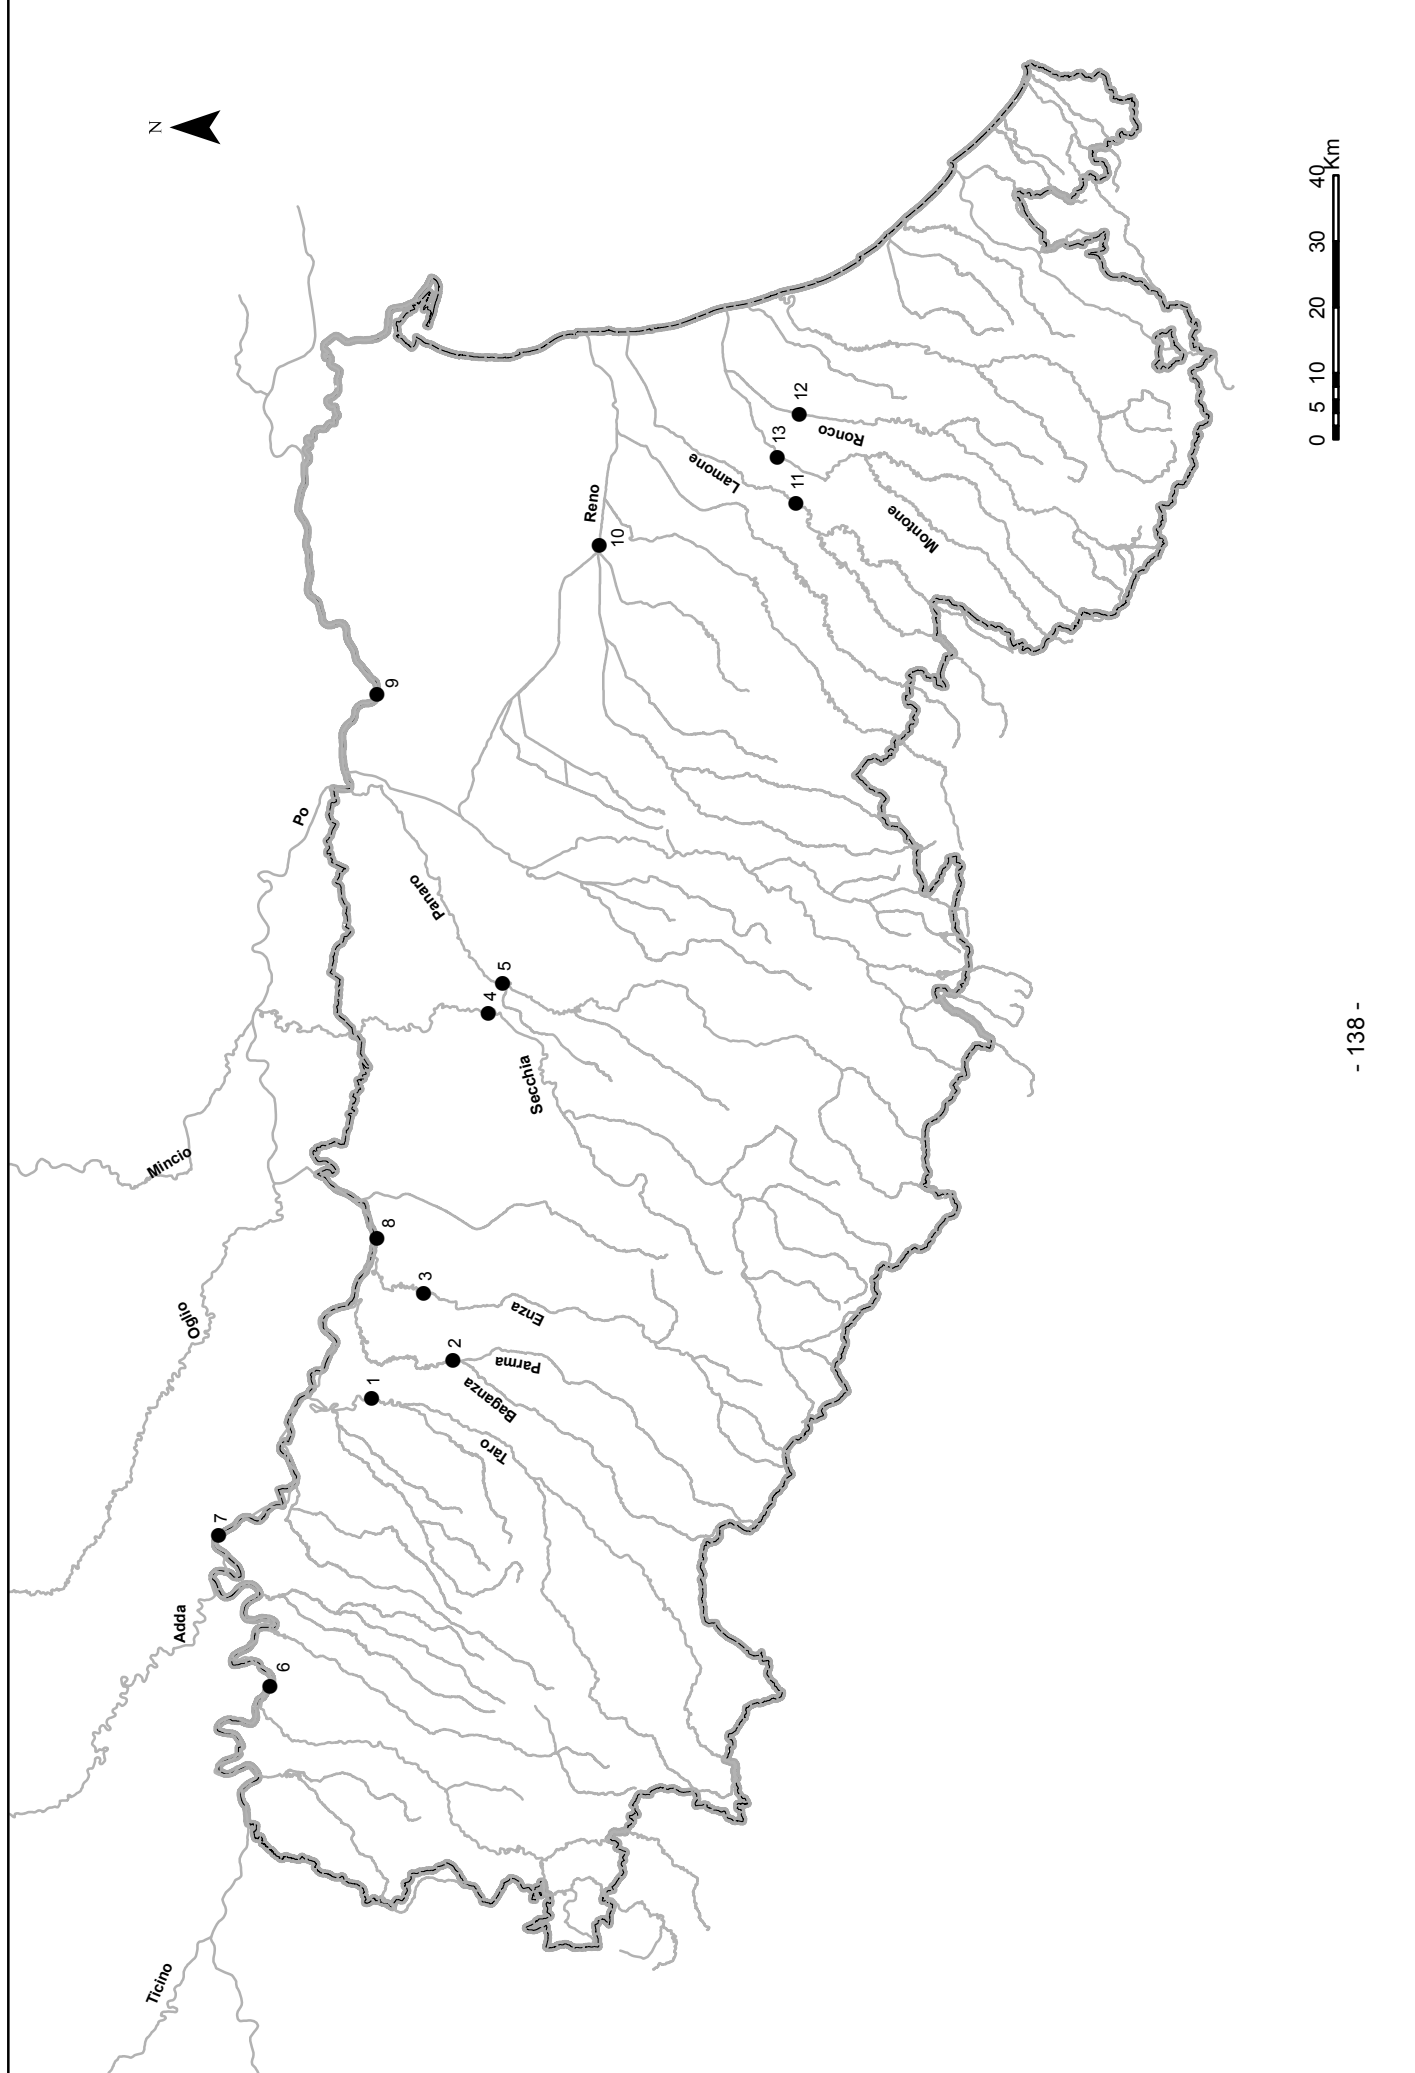 N
Ticino
Adda
Oglio
Mincio
Po
6
7
1
Taro
Baganza
2
Parma
3
Enza
8
Secchia
4
5
Panaro
9
Reno
10
Lamone
11
13
12
Ronco
Montone
0 5 10 20 30 40
Km
- 138 -